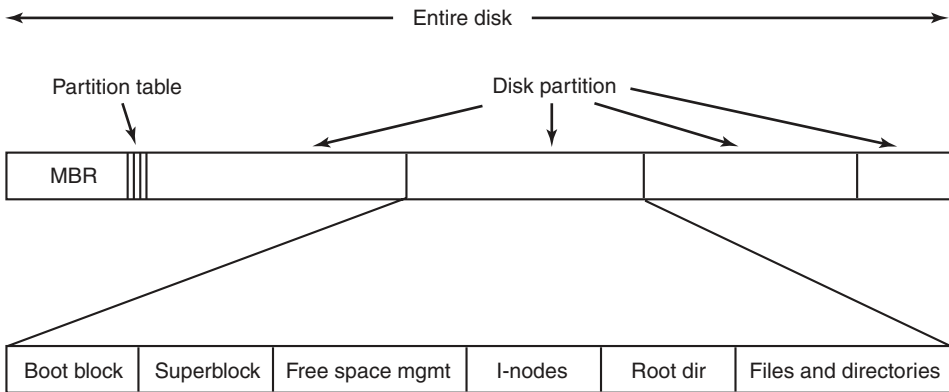 Entire disk
Partition table
Disk partition
MBR
Boot block
Superblock
Free space mgmt
I-nodes
Root dir
Files and directories